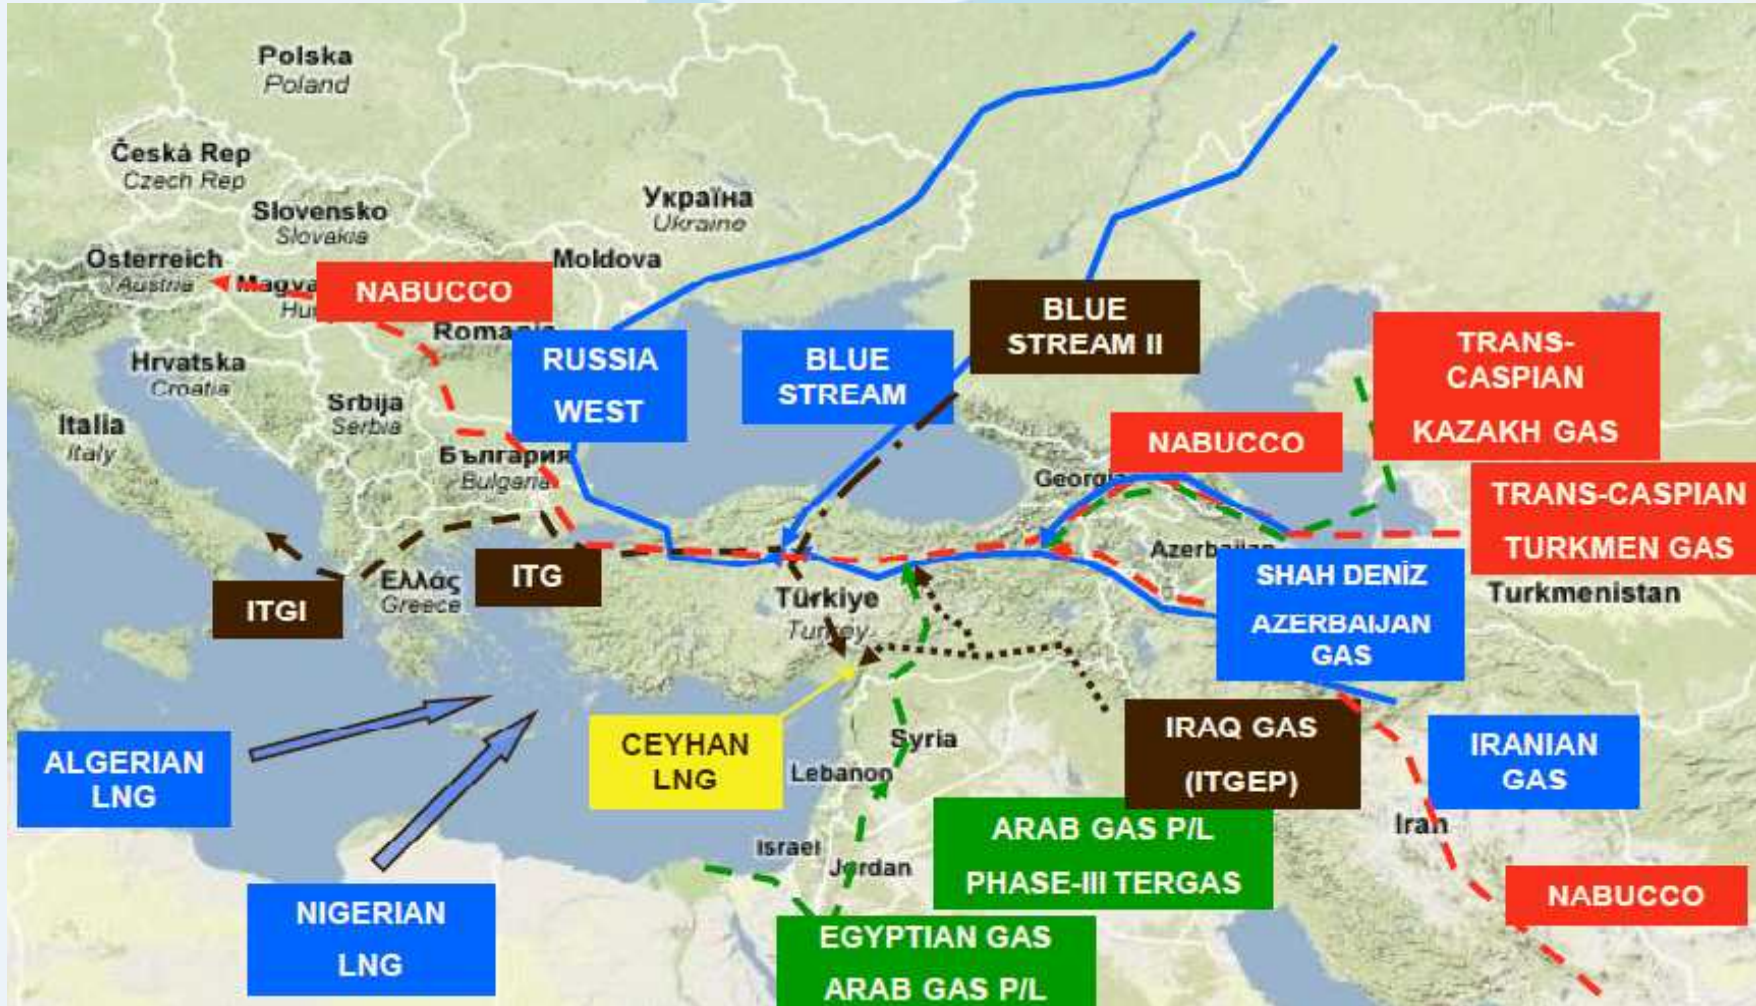 Polska
Poland
Česká Rep
Czech Rep
Slovensko
Slovakia
Україна
Ukraine
Österreich
Austria
Moldova
NABUCCO
Romania
Hrvatska
Croatia
Srbija
Serbia
Italia
Italy
България
Bulgaria
RUSSIA
WEST
BLUE
STREAM
BLUE
STREAM II
TRANS-
CASPIAN
KAZAKH GAS
NABUCCO
Georgia
TRANS-CASPIAN
TURKMEN GAS
Azerbaijan
Turkmenistan
SHAH DENİZ
AZERBAIJAN
GAS
ITG
ITGI
Ελλάς
Greece
Türkiye
Turkey
CEYHAN
LNG
Syria
Lebanon
Israel
Jordan
IRAQ GAS
(ITGEP)
IRANIAN
GAS
Iran
ALGERIAN
LNG
NIGERIAN
LNG
ARAB GAS P/L
PHASE-III TERGAS
NABUCCO
EGYPTIAN GAS
ARAB GAS P/L